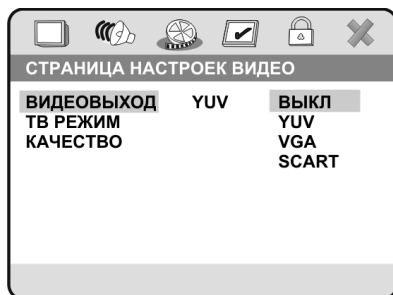 СТРАНИЦА НАСТРОЕК ВИДЕО
ВИДЕОВЫХОД YUV ВЫКЛ
ТВ РЕЖИМ YUV
КАЧЕСТВО VGA
SCART